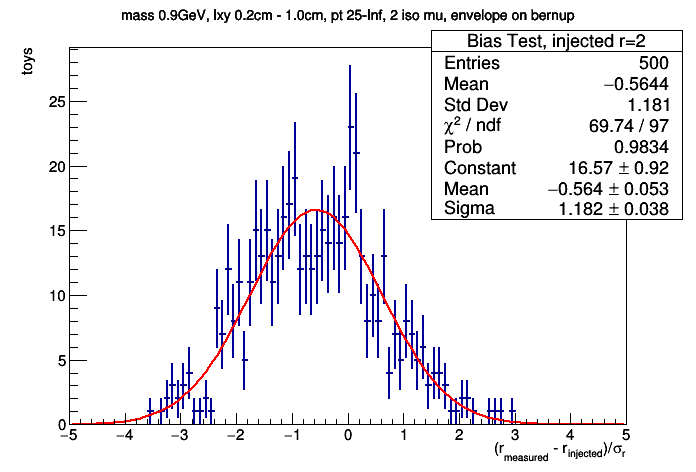 mass 0.9GeV, lxy 0.2cm - 1.0cm, pt 25-Inf, 2 iso mu, envelope on bernup
Bias Test, injected r=2
Entries 500
Mean −0.5644
Std Dev 1.181
χ² / ndf 69.74 / 97
Prob 0.9834
Constant 16.57 ± 0.92
Mean −0.564 ± 0.053
Sigma 1.182 ± 0.038
toys
25
20
15
10
5
0
−5 −4 −3 −2 −1 0 1 2 3 4 5
(r_measured - r_injected)/σ_r